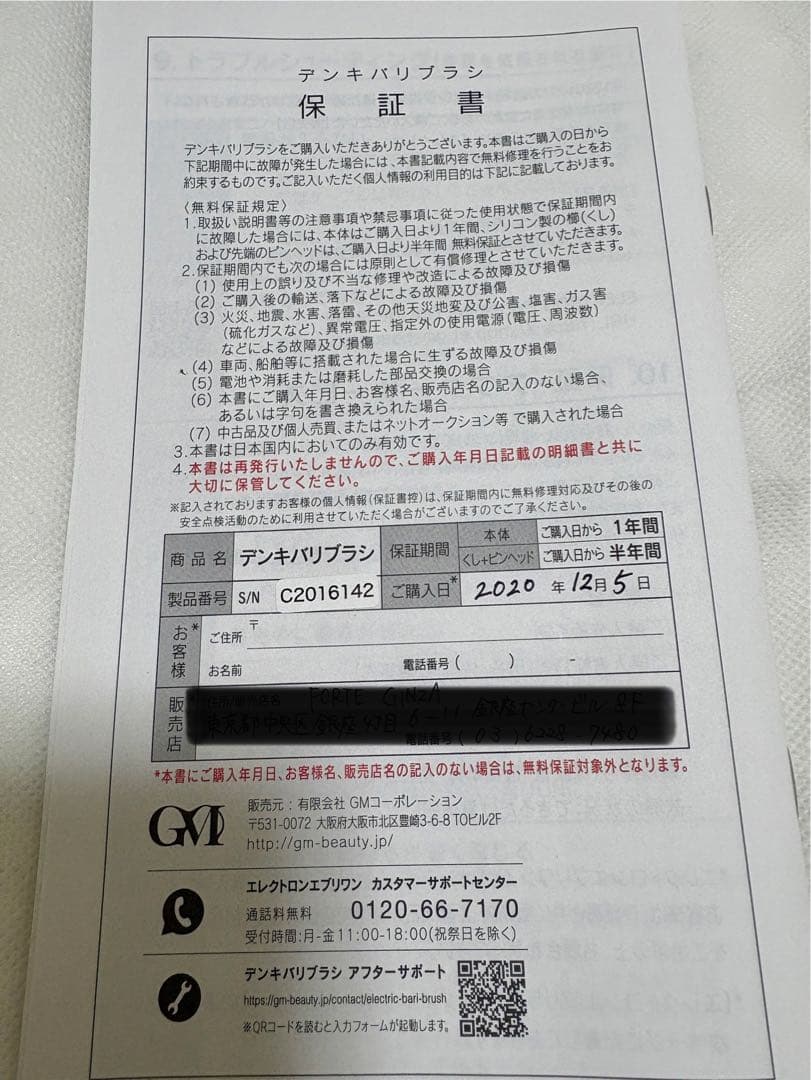 デンキバリブラシ
保証書
デンキバリブラシをご購入いただきありがとうございます。本書はご購入の日から
下記期間中に故障が発生した場合には、本書記載内容で無料修理を行うことをお
約束するものです。ご記入いただく個人情報の利用目的は下記に記載しております。
〈無料保証規定〉
1.取扱い説明書等の注意事項や禁忌事項に従った使用状態で保証期間内
に故障した場合には、本体はご購入日より1年間、シリコン製の櫛(くし)
および先端のピンヘッドは、ご購入日より半年間 無料保証とさせていただきます。
2.保証期間内でも次の場合には原則として有償修理とさせていただきます。
(1) 使用上の誤り及び不当な修理や改造による故障及び損傷
(2) ご購入後の輸送、落下などによる故障及び損傷
(3) 火災、地震、水害、落雷、その他天災地変及び公害、塩害、ガス害
(硫化ガスなど)、異常電圧、指定外の使用電源(電圧、周波数)
などによる故障及び損傷
(4) 車両、船舶等に搭載された場合に生ずる故障及び損傷
(5) 電池や消耗または磨耗した部品交換の場合
(6) 本書にご購入年月日、お客様名、販売店名の記入のない場合、
あるいは字句を書き換えられた場合
(7) 中古品及び個人売買、またはネットオークション等 で購入された場合
3.本書は日本国内においてのみ有効です。
4.本書は再発行いたしませんので、ご購入年月日記載の明細書と共に
大切に保管してください。
※記入されておりますお客様の個人情報(保証書控)は、保証期間内に無料修理対応及びその後の
安全点検活動のために利用させていただく場合がございますのでご了承ください。
商品名 デンキバリブラシ 保証期間 本体 ご購入日から 1年間
くし+ピンヘッド ご購入日から 半年間
製品番号 S/N C2016142 ご購入日* 2020 年 12月 5 日
お客様* ご住所 〒
お名前 電話番号 ( ) -
販売店* 住所/販売店名 FORTE GINZA
東京都中央区銀座4丁目6-11 銀座センタービル 2F
電話番号 (03) 6228-7480
*本書にご購入年月日、お客様名、販売店名の記入のない場合は、無料保証対象外となります。
GMJ 販売元:有限会社 GMコーポレーション
〒531-0072 大阪府大阪市北区豊崎3-6-8 TOビル2F
http://gm-beauty.jp/
エレクトロンエブリワン カスタマーサポートセンター
通話料無料 0120-66-7170
受付時間:月-金11:00-18:00(祝祭日を除く)
デンキバリブラシ アフターサポート
https://gm-beauty.jp/contact/electric-bari-brush
※QRコードを読むと入力フォームが起動します。